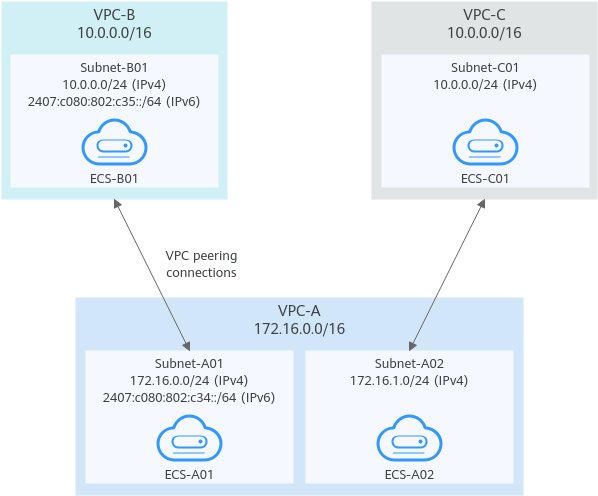 VPC-B
10.0.0.0/16
Subnet-B01
10.0.0.0/24 (IPv4)
2407:c080:802:c35::/64 (IPv6)
ECS-B01
VPC-C
10.0.0.0/16
Subnet-C01
10.0.0.0/24 (IPv4)
ECS-C01
VPC peering
connections
VPC-A
172.16.0.0/16
Subnet-A01
172.16.0.0/24 (IPv4)
2407:c080:802:c34::/64 (IPv6)
ECS-A01
Subnet-A02
172.16.1.0/24 (IPv4)
ECS-A02